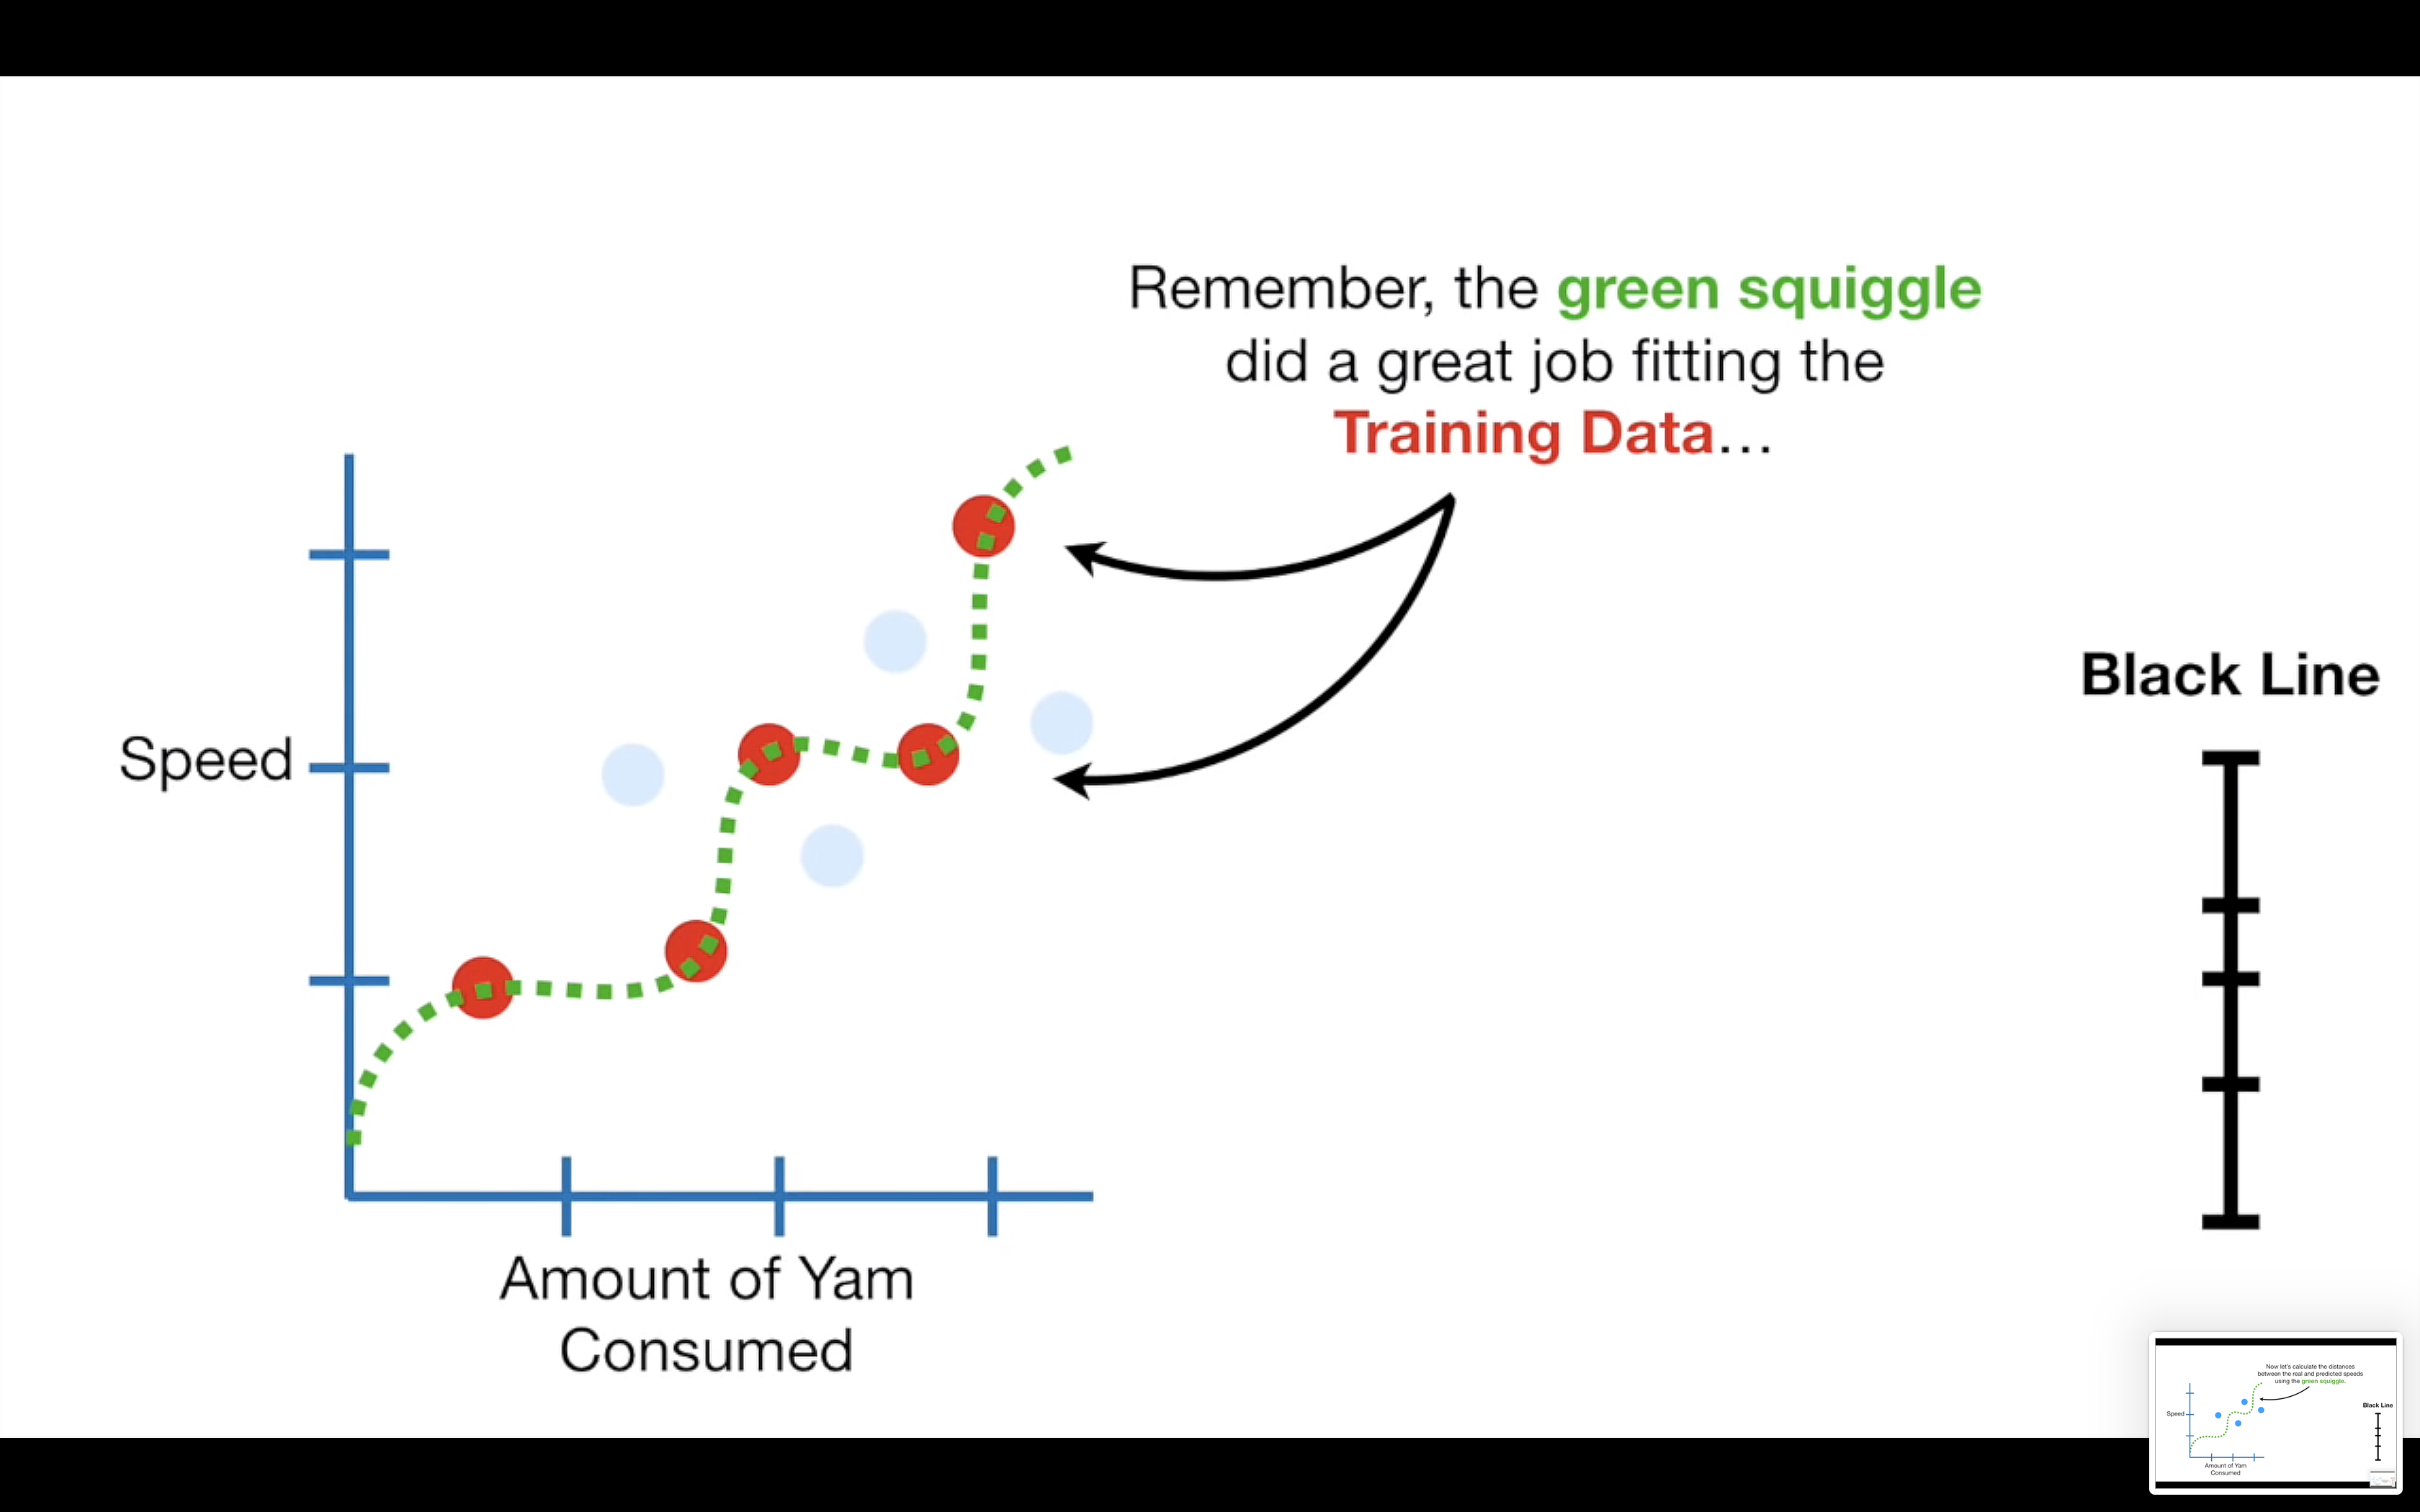 Remember, the green squiggle
did a great job fitting the
Training Data...
Black Line
Speed
Amount of Yam
Consumed
Now let's calculate the distances
between the real and predicted speeds
using the green squiggle.
Black Line
Speed
Amount of Yam
Consumed